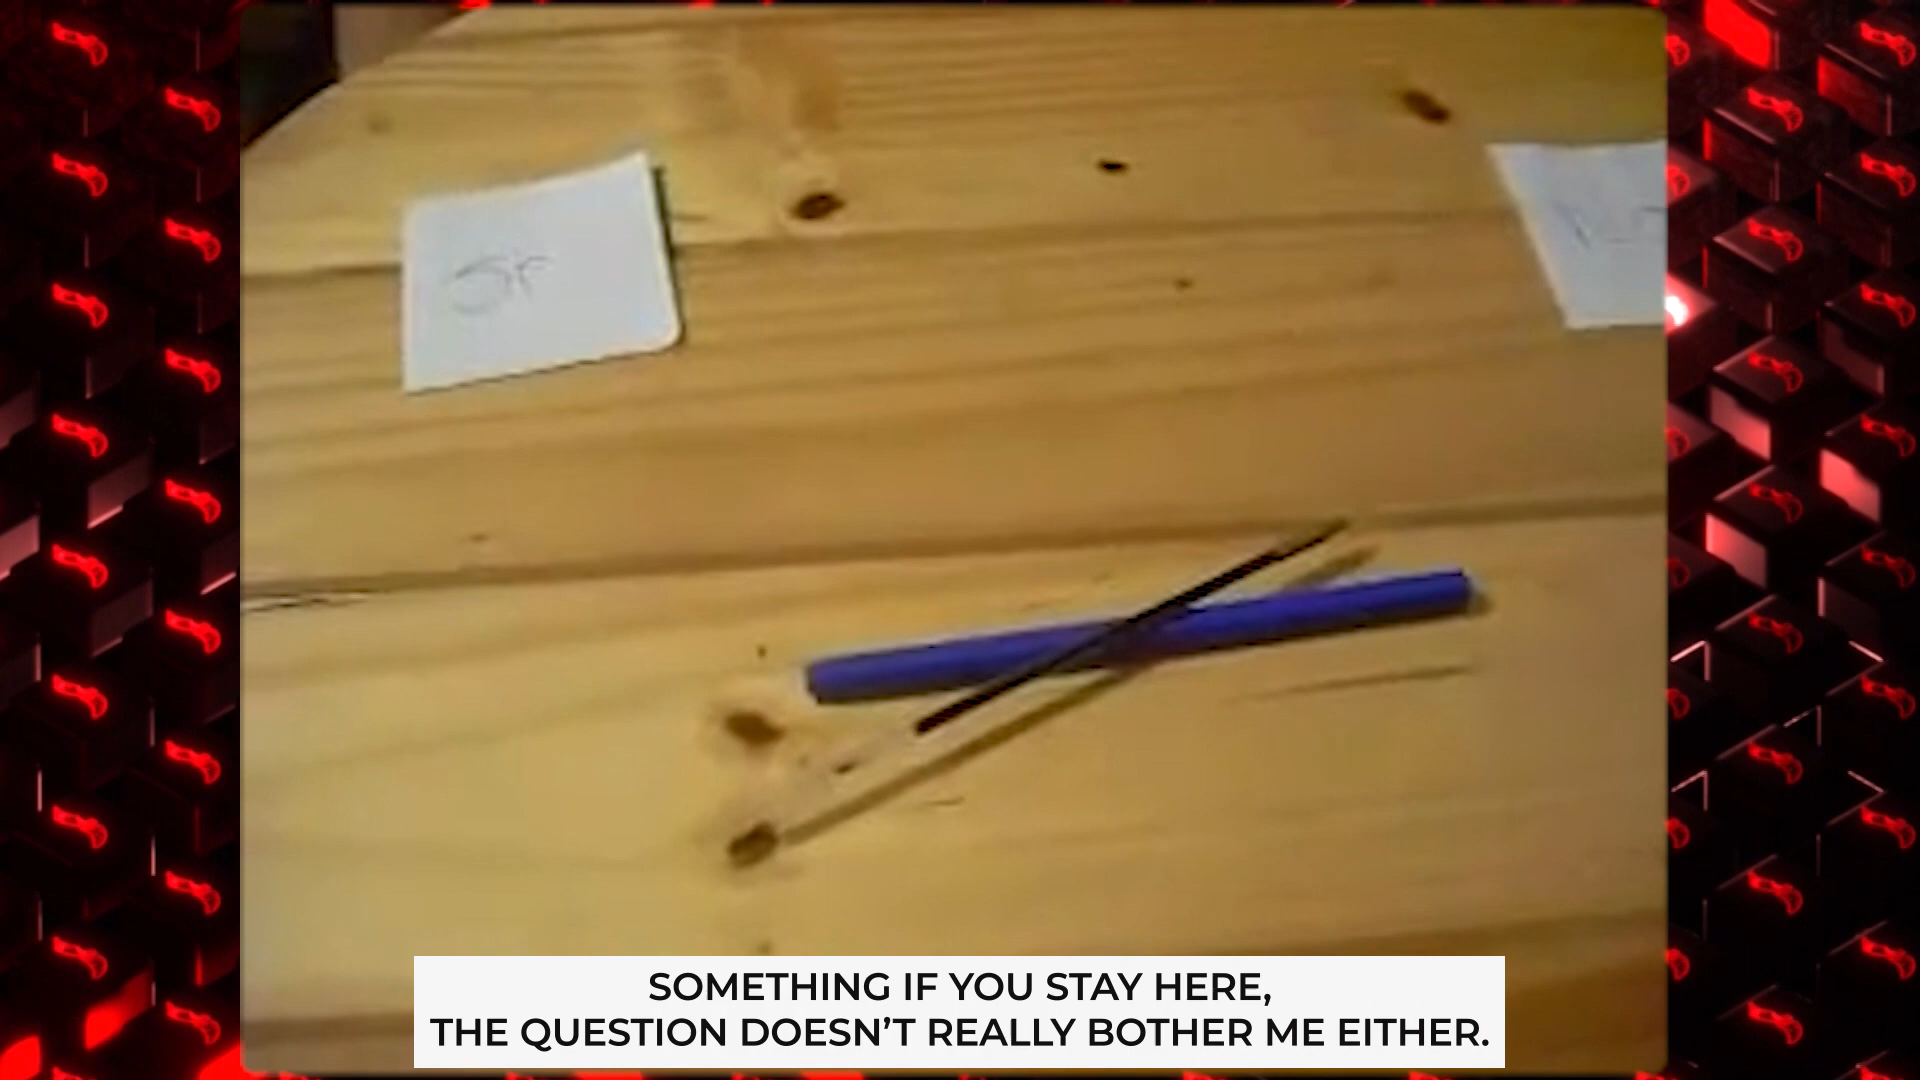 SOMETHING IF YOU STAY HERE,
THE QUESTION DOESN’T REALLY BOTHER ME EITHER.